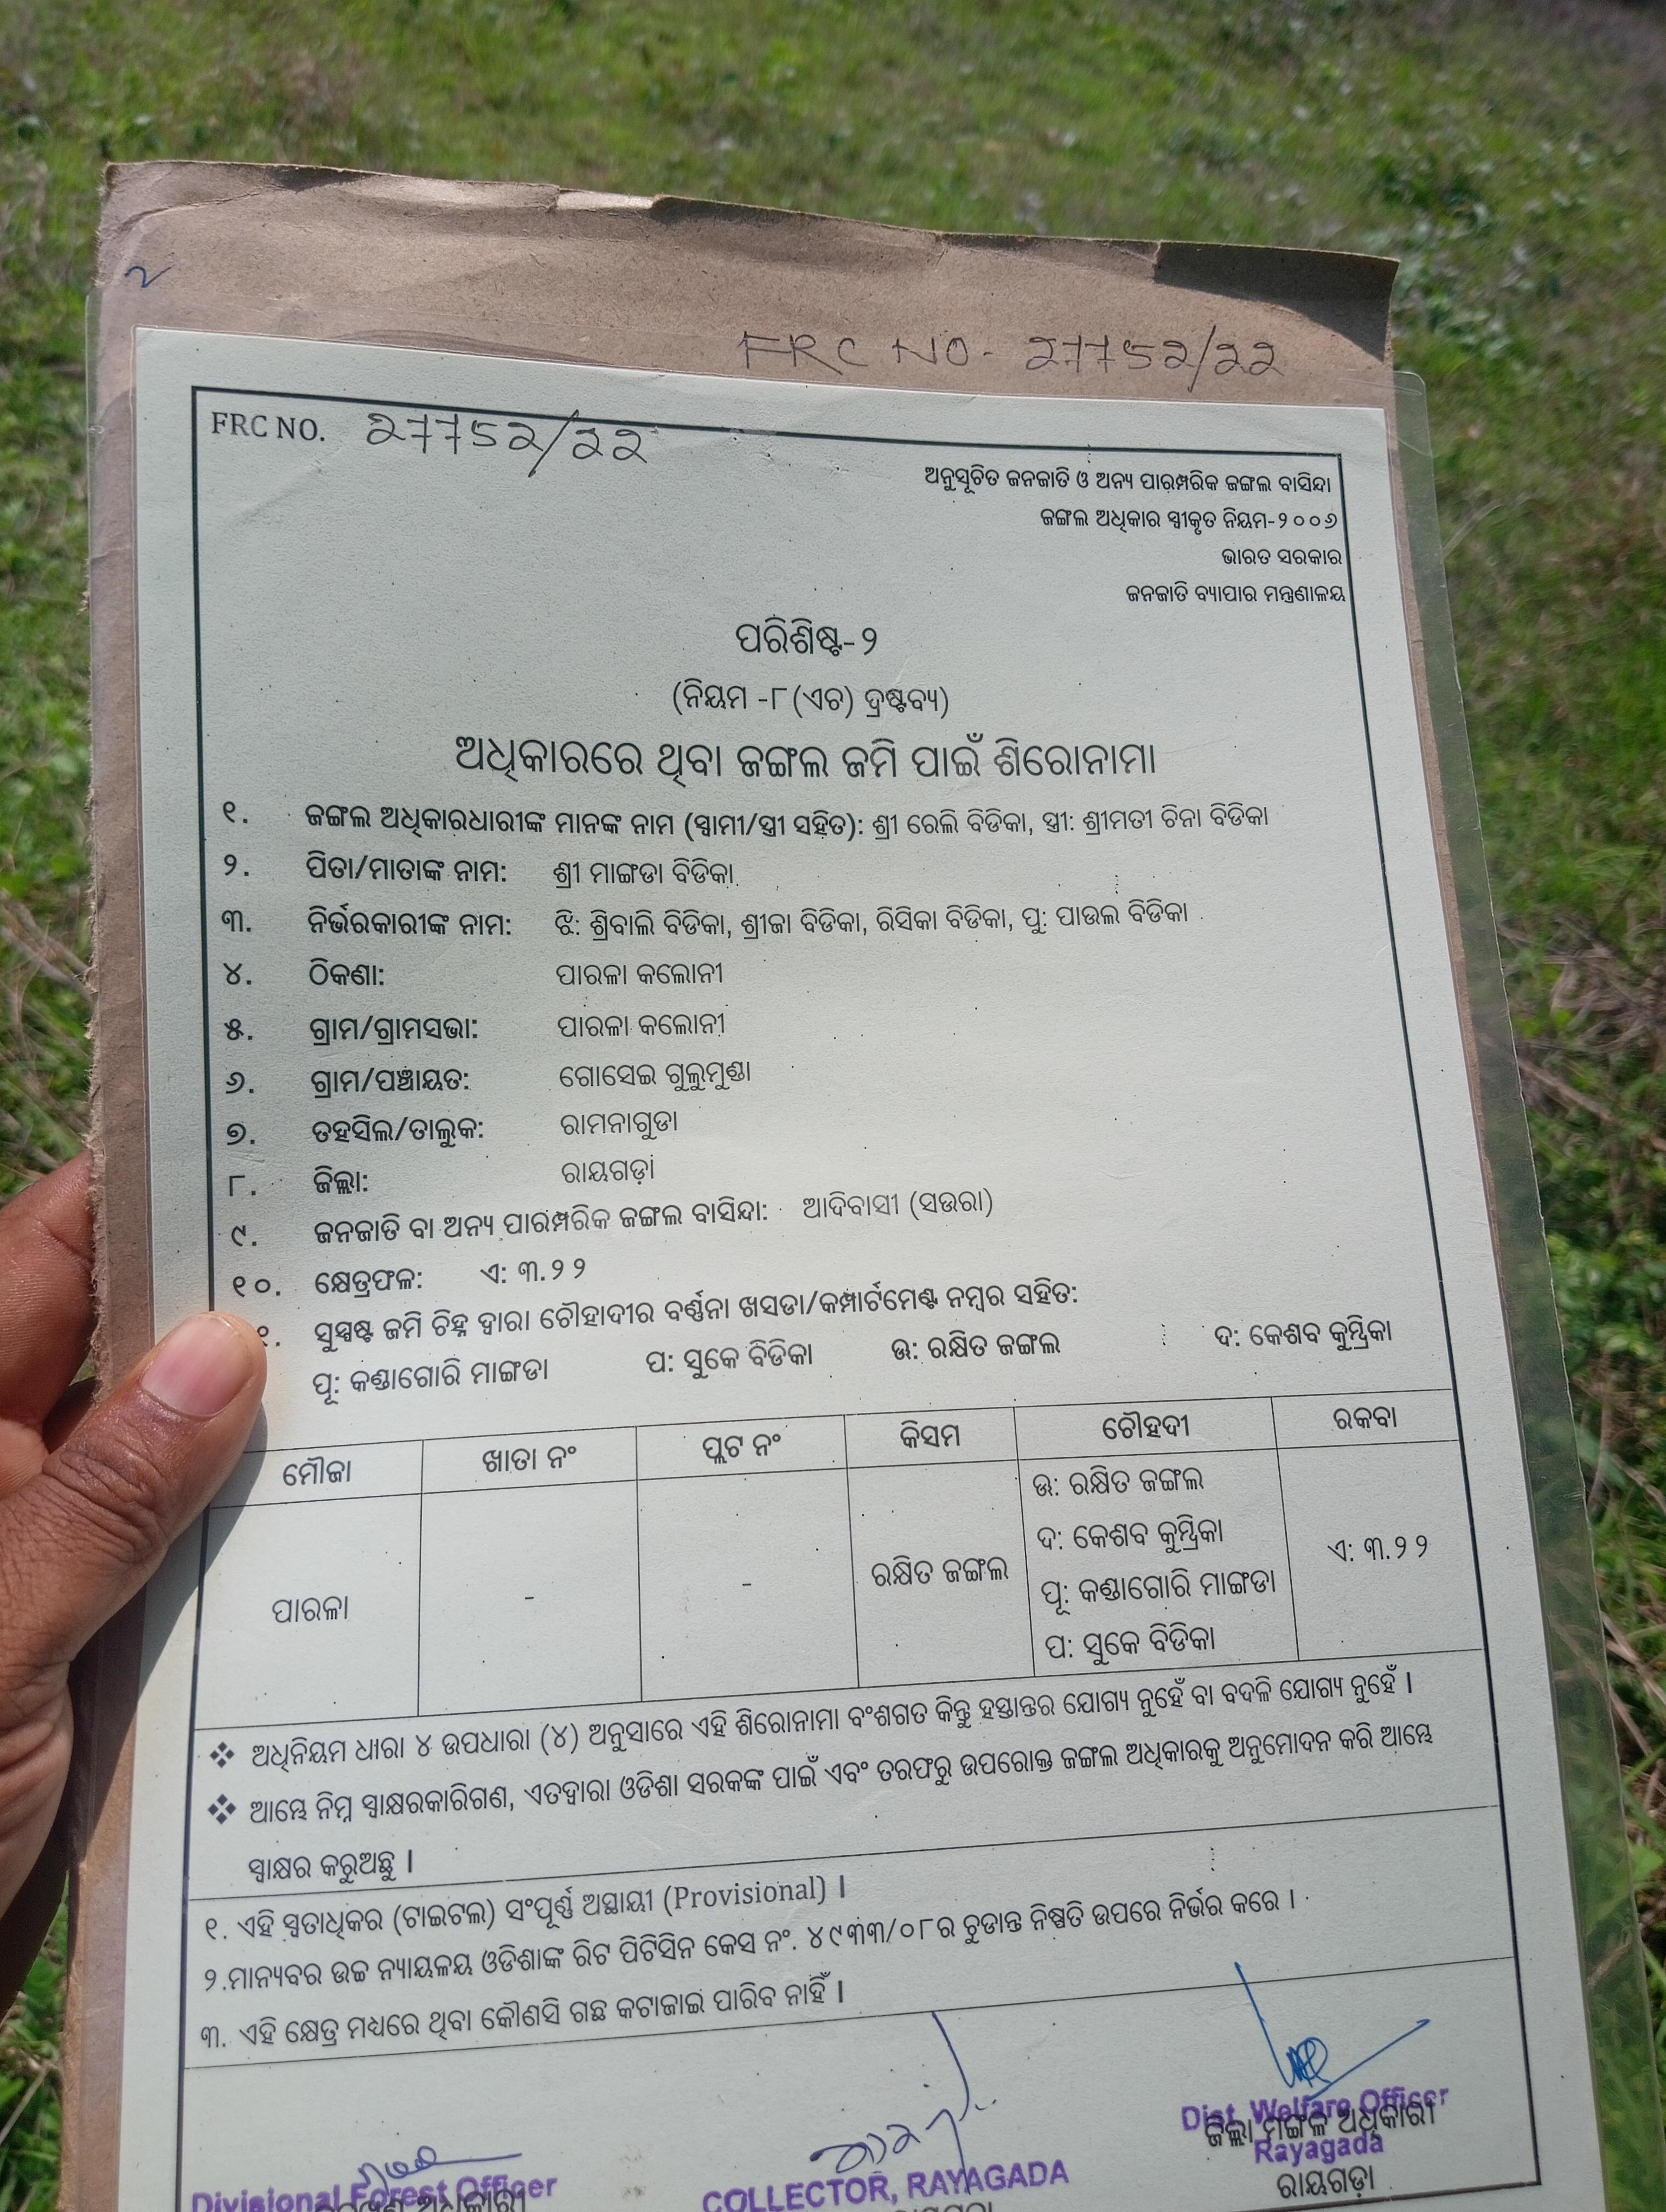 FRC NO- 27752/22
FRC NO. 27752/22
ଅନୁସୂଚିତ ଜନଜାତି ଓ ଅନ୍ୟ ପାରମ୍ପରିକ ଜଙ୍ଗଲ ବାସିନ୍ଦା
ଜଙ୍ଗଲ ଅଧିକାର ସ୍ୱୀକୃତ ନିୟମ-୨୦୦୬
ଭାରତ ସରକାର
ଜନଜାତି ବ୍ୟାପାର ମନ୍ତ୍ରଣାଳୟ
ପରିଶିଷ୍ଟ-୨
(ନିୟମ -୮(ଏଚ) ଦ୍ରଷ୍ଟବ୍ୟ)
ଅଧିକାରରେ ଥିବା ଜଙ୍ଗଲ ଜମି ପାଇଁ ଶିରୋନାମା
୧. ଜଙ୍ଗଲ ଅଧିକାରଧାରୀଙ୍କ ମାନଙ୍କ ନାମ (ସ୍ୱାମୀ/ସ୍ତ୍ରୀ ସହିତ): ଶ୍ରୀ ରେଲି ବିଡିକା, ସ୍ତ୍ରୀ: ଶ୍ରୀମତୀ ଚିନା ବିଡିକା
୨. ପିତା/ମାତାଙ୍କ ନାମ: ଶ୍ରୀ ମାଙ୍ଗଡା ବିଡିକା
୩. ନିର୍ଭରକାରୀଙ୍କ ନାମ: ଝି: ଶ୍ରିବାଲି ବିଡିକା, ଶ୍ରୀଜା ବିଡିକା, ରିସିକା ବିଡିକା, ପୁ: ପାଉଲ ବିଡିକା
୪. ଠିକଣା: ପାରଳା କଲୋନୀ
୫. ଗ୍ରାମ/ଗ୍ରାମସଭା: ପାରଳା କଲୋନୀ
୬. ଗ୍ରାମ/ପଞ୍ଚାୟତ: ଗୋସେଇ ଗୁଲୁମୁଣ୍ଡା
୭. ତହସିଲ/ତାଲୁକ: ରାମନାଗୁଡା
୮. ଜିଲ୍ଲା: ରାୟଗଡ଼ା
୯. ଜନଜାତି ବା ଅନ୍ୟ ପାରମ୍ପରିକ ଜଙ୍ଗଲ ବାସିନ୍ଦା: ଆଦିବାସୀ (ସଉରା)
୧୦. କ୍ଷେତ୍ରଫଳ: ଏ: ୩.୨୨
୧. ସୁସ୍ପଷ୍ଟ ଜମି ଚିହ୍ନ ଦ୍ୱାରା ଚୌହାଦୀର ବର୍ଣ୍ଣନା ଖସଡା/କମ୍ପାର୍ଟମେଣ୍ଟ ନମ୍ବର ସହିତ:
ପୂ: କଣ୍ଡାଗୋରି ମାଙ୍ଗଡା ପ: ସୁକେ ବିଡିକା ଉ: ରକ୍ଷିତ ଜଙ୍ଗଲ ଦ: କେଶବ କୁମ୍ଭ୍ରିକା
ମୌଜା ଖାତା ନଂ ପ୍ଲଟ ନଂ କିସମ ଚୌହଦୀ ରକବା
ପାରଳା - - ରକ୍ଷିତ ଜଙ୍ଗଲ ଉ: ରକ୍ଷିତ ଜଙ୍ଗଲ
ଦ: କେଶବ କୁମ୍ଭ୍ରିକା
ପୂ: କଣ୍ଡାଗୋରି ମାଙ୍ଗଡା
ପ: ସୁକେ ବିଡିକା
ଏ: ୩.୨୨
❖ ଅଧିନିୟମ ଧାରା ୪ ଉପଧାରା (୪) ଅନୁସାରେ ଏହି ଶିରୋନାମା ବଂଶଗତ କିନ୍ତୁ ହସ୍ତାନ୍ତର ଯୋଗ୍ୟ ନୁହେଁ ବା ବଦଳି ଯୋଗ୍ୟ ନୁହେଁ ।
❖ ଆମ୍ଭେ ନିମ୍ନ ସ୍ୱାକ୍ଷରକାରିଗଣ, ଏତଦ୍ୱାରା ଓଡିଶା ସରକଙ୍କ ପାଇଁ ଏବଂ ତରଫରୁ ଉପରୋକ୍ତ ଜଙ୍ଗଲ ଅଧିକାରକୁ ଅନୁମୋଦନ କରି ଆମ୍ଭେ
ସ୍ୱାକ୍ଷର କରୁଅଛୁ ।
୧. ଏହି ସ୍ୱତାଧିକର (ଟାଇଟଲ) ସଂପୂର୍ଣ୍ଣ ଅସ୍ଥାୟୀ (Provisional) ।
୨.ମାନ୍ୟବର ଉଚ୍ଚ ନ୍ୟାୟଳୟ ଓଡିଶାଙ୍କ ରିଟ ପିଟିସିନ କେସ ନଂ. ୪୯୩୩/୦୮ର ଚୁଡାନ୍ତ ନିଷ୍ପତି ଉପରେ ନିର୍ଭର କରେ ।
୩. ଏହି କ୍ଷେତ୍ର ମଧ୍ୟରେ ଥିବା କୌଣସି ଗଛ କଟାଜାଇ ପାରିବ ନାହିଁ ।
Dist. Welfare Officer
ଜିଲ୍ଲା ମଙ୍ଗଳ ଅଧିକାରୀ
Rayagada
ରାୟଗଡ଼ା
Divisional Forest Officer
COLLECTOR, RAYAGADA